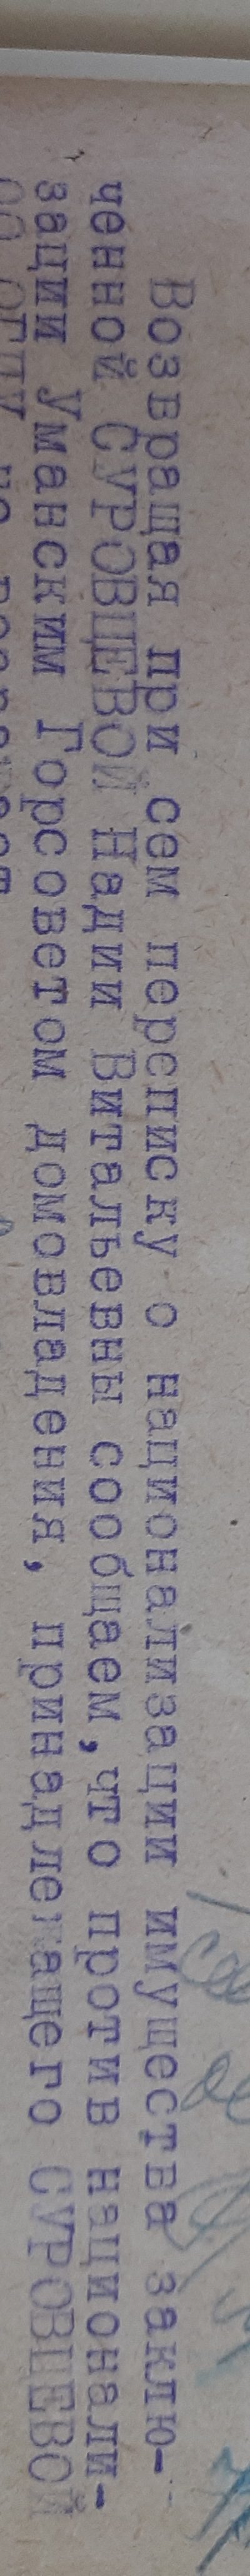 Возвращая при сем переписку о национализации имущества заклю-
ченной СУРОВЦЕВОЙ Надии Витальевны сообщаем,что против национали-
зации Уманским Горсоветом домовладения, принадлежащего СУРОВЦЕВОЙ